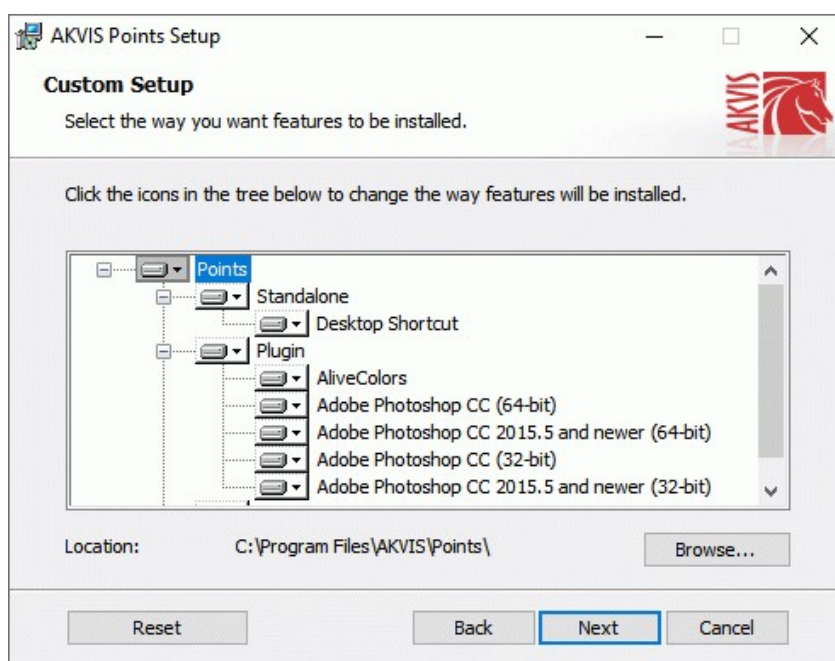 AKVIS Points Setup
Custom Setup
Select the way you want features to be installed.
AKVIS
Click the icons in the tree below to change the way features will be installed.
Points
Standalone
Desktop Shortcut
Plugin
AliveColors
Adobe Photoshop CC (64-bit)
Adobe Photoshop CC 2015.5 and newer (64-bit)
Adobe Photoshop CC (32-bit)
Adobe Photoshop CC 2015.5 and newer (32-bit)
Location: C:\Program Files\AKVIS\Points\ Browse...
Reset Back Next Cancel